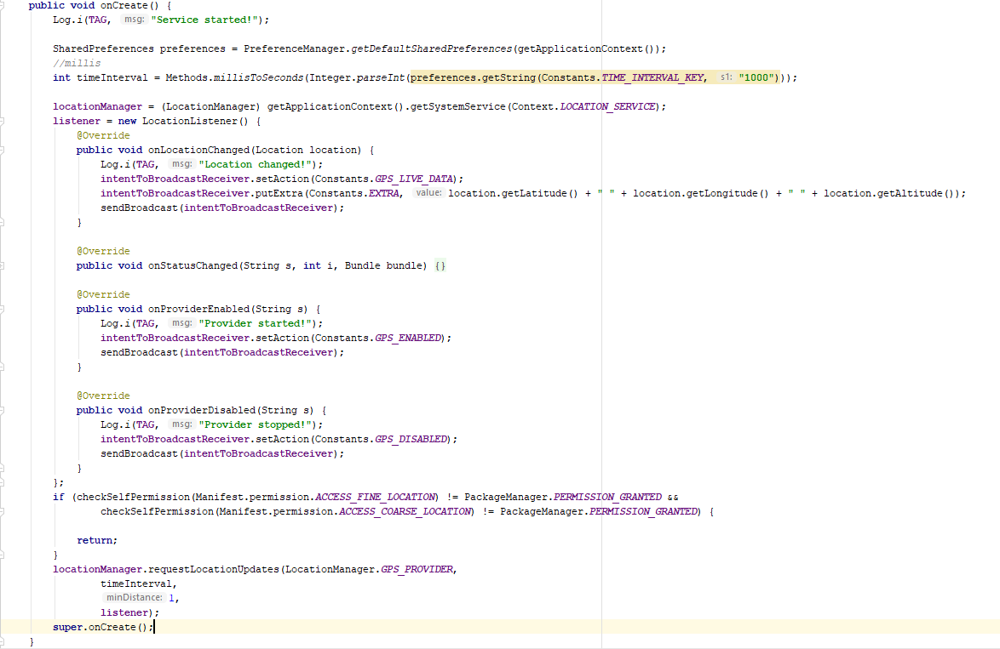 public void onCreate() {
Log.i(TAG, msg: "Service started!");
SharedPreferences preferences = PreferenceManager.getDefaultSharedPreferences(getApplicationContext());
//millis
int timeInterval = Methods.millisToSeconds(Integer.parseInt(preferences.getString(Constants.TIME_INTERVAL_KEY, s1: "1000")));
locationManager = (LocationManager) getApplicationContext().getSystemService(Context.LOCATION_SERVICE);
listener = new LocationListener() {
@Override
public void onLocationChanged(Location location) {
Log.i(TAG, msg: "Location changed!");
intentToBroadcastReceiver.setAction(Constants.GPS_LIVE_DATA);
intentToBroadcastReceiver.putExtra(Constants.EXTRA, value: location.getLatitude() + " " + location.getLongitude() + " " + location.getAltitude());
sendBroadcast(intentToBroadcastReceiver);
}
@Override
public void onStatusChanged(String s, int i, Bundle bundle) {}
@Override
public void onProviderEnabled(String s) {
Log.i(TAG, msg: "Provider started!");
intentToBroadcastReceiver.setAction(Constants.GPS_ENABLED);
sendBroadcast(intentToBroadcastReceiver);
}
@Override
public void onProviderDisabled(String s) {
Log.i(TAG, msg: "Provider stopped!");
intentToBroadcastReceiver.setAction(Constants.GPS_DISABLED);
sendBroadcast(intentToBroadcastReceiver);
}
};
if (checkSelfPermission(Manifest.permission.ACCESS_FINE_LOCATION) != PackageManager.PERMISSION_GRANTED &&
checkSelfPermission(Manifest.permission.ACCESS_COARSE_LOCATION) != PackageManager.PERMISSION_GRANTED) {
return;
}
locationManager.requestLocationUpdates(LocationManager.GPS_PROVIDER,
timeInterval,
minDistance: 1,
listener);
super.onCreate();
}